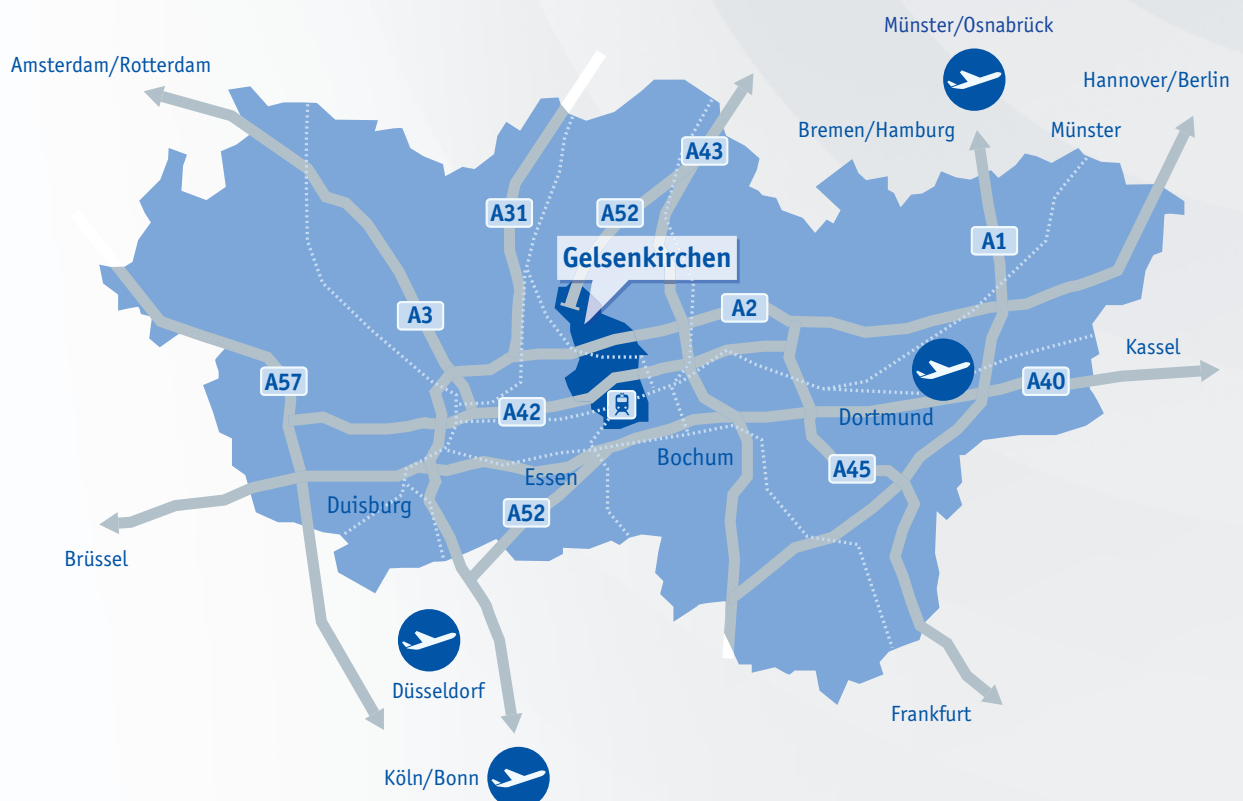 Münster/Osnabrück
Amsterdam/Rotterdam
Hannover/Berlin
Bremen/Hamburg
Münster
A43
A31
A52
A1
Gelsenkirchen
A2
A3
Kassel
A57
A40
A42
Dortmund
Bochum
A45
Essen
Duisburg
A52
Brüssel
Düsseldorf
Frankfurt
Köln/Bonn